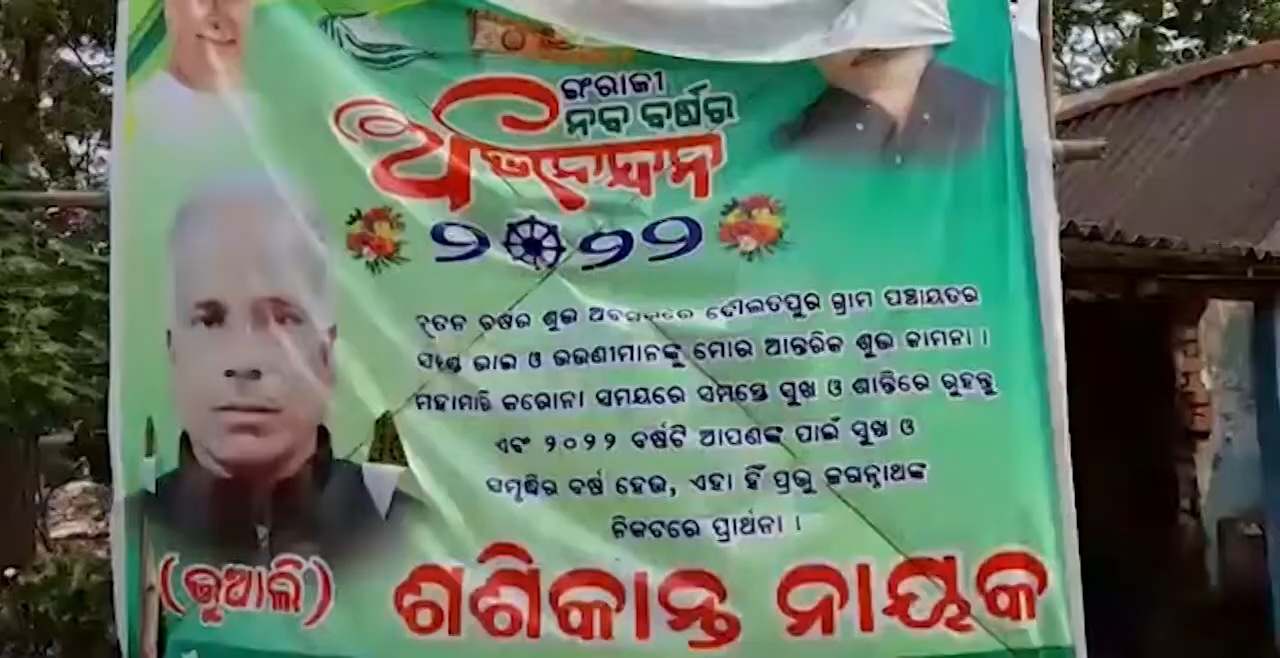 ଇଂରାଜୀ
ନବ ବର୍ଷର
ଅଭିନନ୍ଦନ
୨୦୨୨
ନୂତନ ବର୍ଷର ଶୁଭ ଅବସରରେ ଦୌଲତପୁର ଗ୍ରାମ ପଞ୍ଚାୟତର
ସମସ୍ତ ଭାଇ ଓ ଭଉଣୀମାନଙ୍କୁ ମୋର ଆନ୍ତରିକ ଶୁଭ କାମନା ।
ମହାମାରି କରୋନା ସମୟରେ ସମସ୍ତେ ସୁଖ ଓ ଶାନ୍ତିରେ ରୁହନ୍ତୁ
ଏବଂ ୨୦୨୨ ବର୍ଷଟି ଆପଣଙ୍କ ପାଇଁ ସୁଖ ଓ
ସମୃଦ୍ଧିର ବର୍ଷ ହେଉ, ଏହା ହିଁ ପ୍ରଭୁ ଜଗନ୍ନାଥଙ୍କ
ନିକଟରେ ପ୍ରାର୍ଥନା ।
(ଭୂଆଲି) ଶଶିକାନ୍ତ ନାୟକ